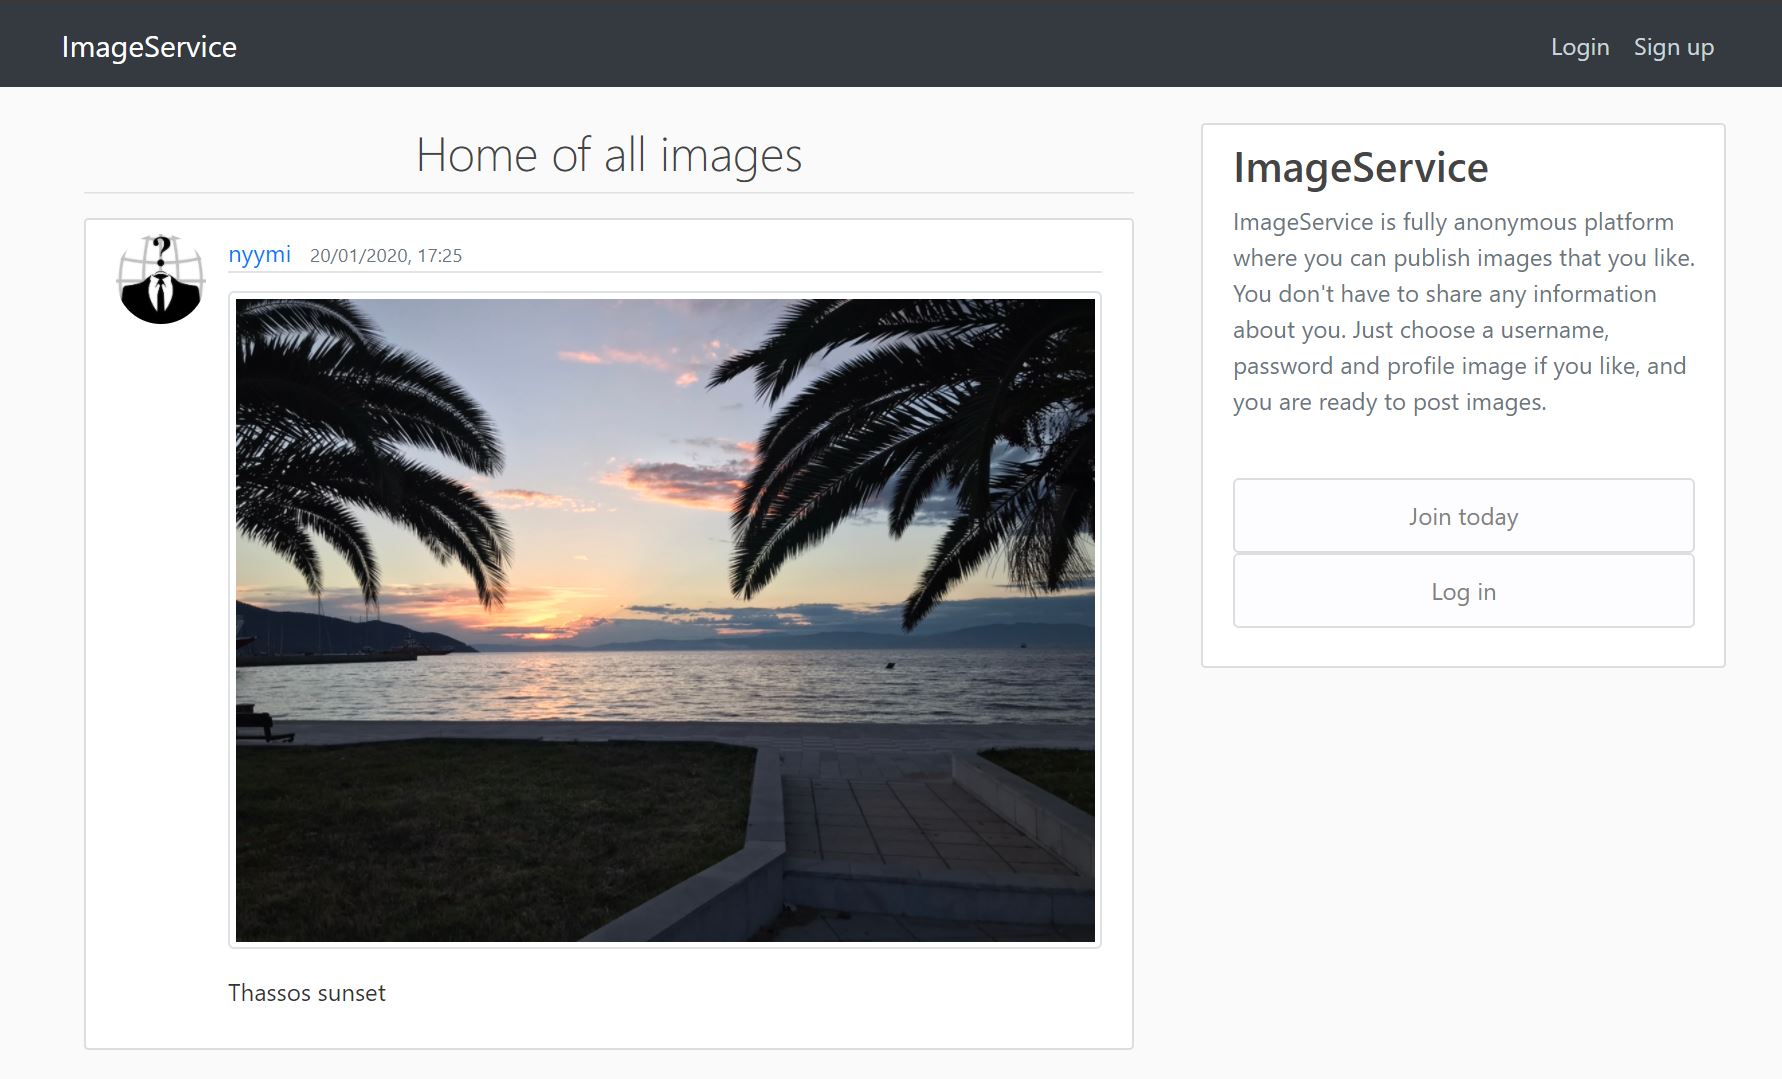 ImageService
Login Sign up
Home of all images
nyymi 20/01/2020, 17:25
Thassos sunset
ImageService
ImageService is fully anonymous platform
where you can publish images that you like.
You don't have to share any information
about you. Just choose a username,
password and profile image if you like, and
you are ready to post images.
Join today
Log in